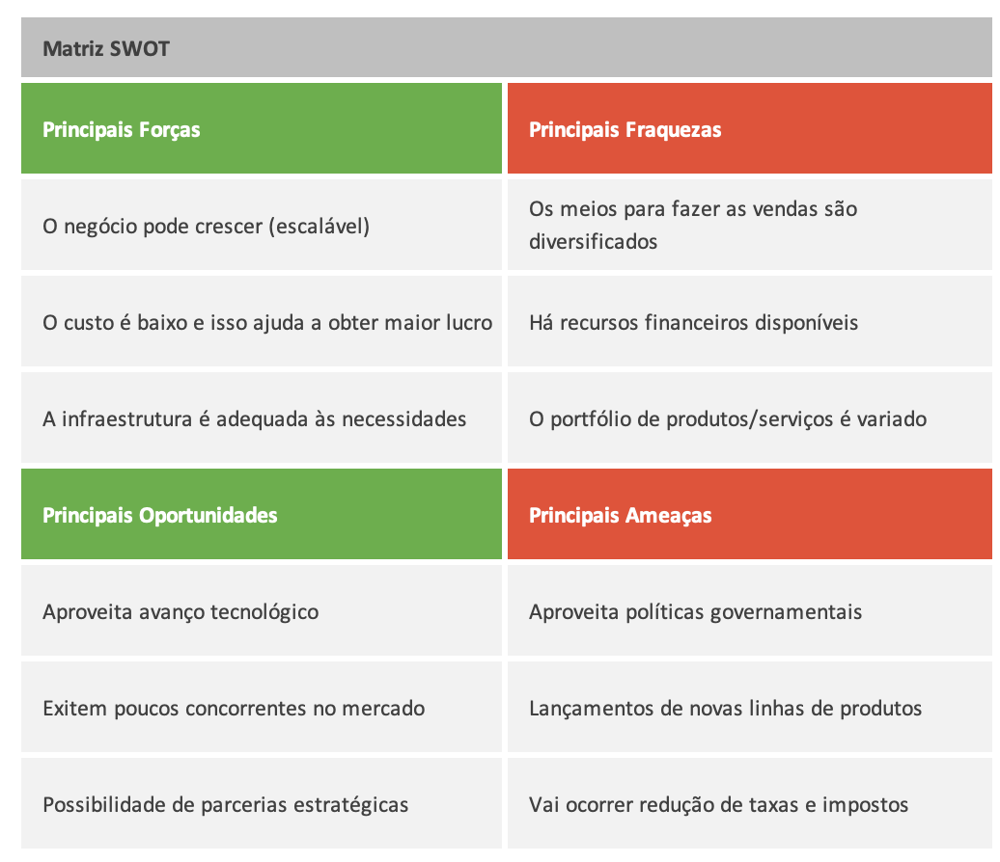 Matriz SWOT
Principais Forças
Principais Fraquezas
O negócio pode crescer (escalável)
Os meios para fazer as vendas são
diversificados
O custo é baixo e isso ajuda a obter maior lucro
Há recursos financeiros disponíveis
A infraestrutura é adequada às necessidades
O portfólio de produtos/serviços é variado
Principais Oportunidades
Principais Ameaças
Aproveita avanço tecnológico
Aproveita políticas governamentais
Exitem poucos concorrentes no mercado
Lançamentos de novas linhas de produtos
Possibilidade de parcerias estratégicas
Vai ocorrer redução de taxas e impostos